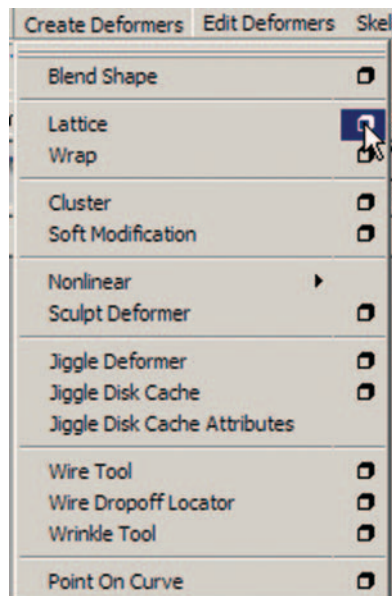 Create Deformers Edit Deformers Skel
Blend Shape
Lattice
Wrap
Cluster
Soft Modification
Nonlinear
Sculpt Deformer
Jiggle Deformer
Jiggle Disk Cache
Jiggle Disk Cache Attributes
Wire Tool
Wire Dropoff Locator
Wrinkle Tool
Point On Curve